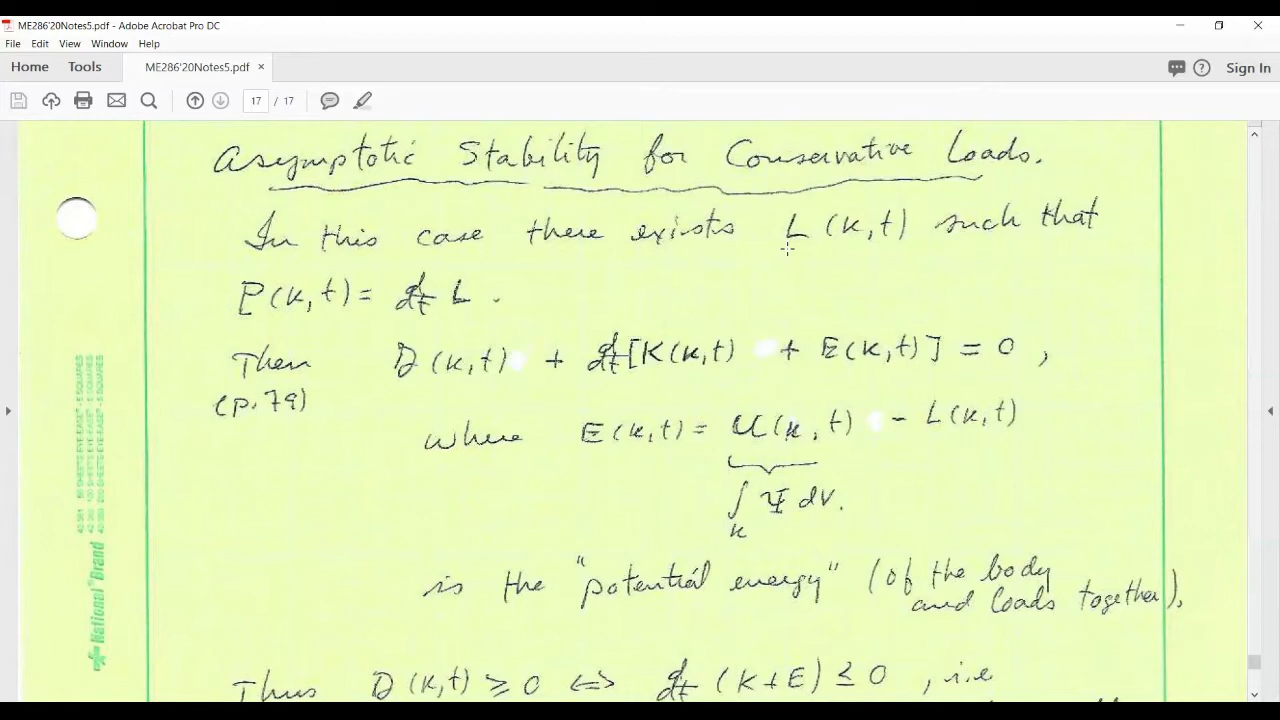 ME286'20Notes5.pdf - Adobe Acrobat Pro DC
File Edit View Window Help
Home Tools ME286'20Notes5.pdf × Sign In
17 / 17
Asymptotic Stability for Conservative Loads.
In this case there exists L(κ,t) such that
P(κ,t) = d/dt L.
Then D(κ,t) + d/dt[K(κ,t) + E(κ,t)] = 0,
(p.79)
where E(κ,t) = U(κ,t) - L(κ,t)
∫κ Ψ dv.
is the "potential energy" (of the body
and loads together).
Thus D(κ,t) ≥ 0 ⇔ d/dt (K+E) ≤ 0, i.e
National Brand